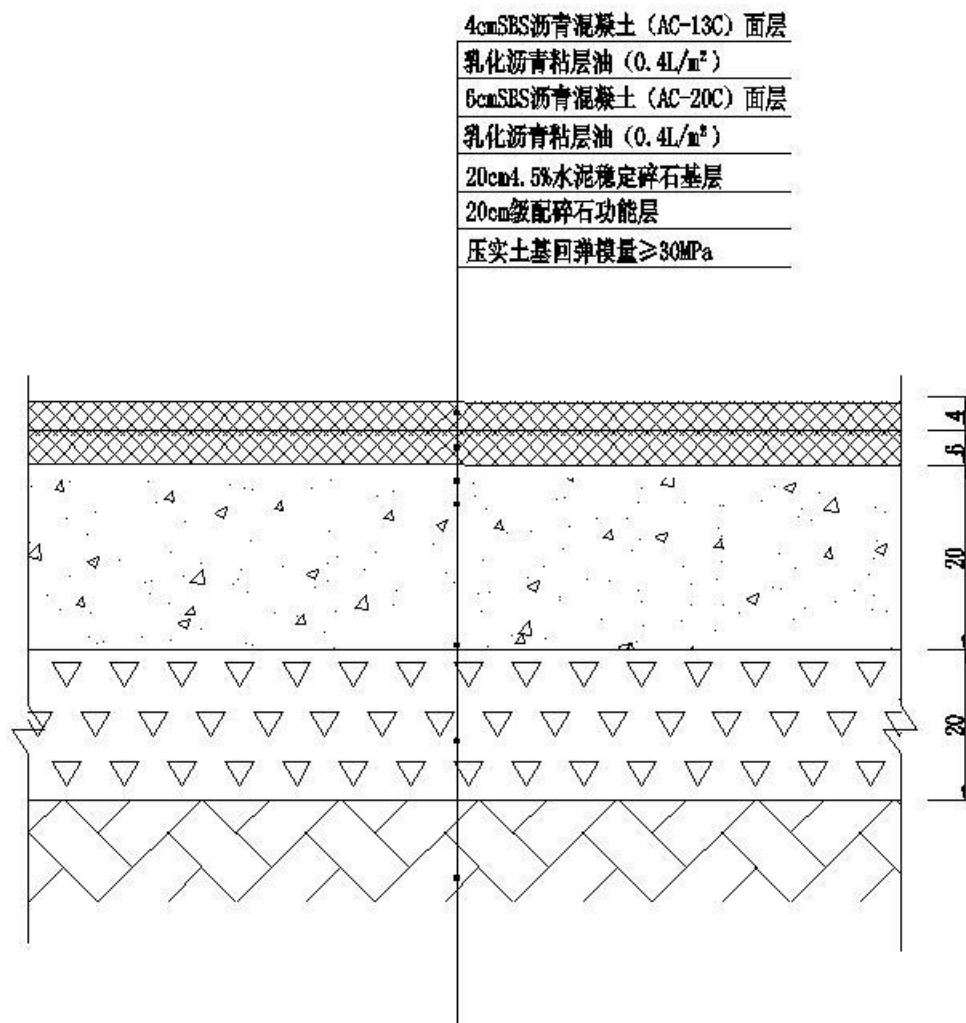 4cmSBS沥青混凝土（AC-13C）面层
乳化沥青粘层油（0.4L/m²）
6cmSBS沥青混凝土（AC-20C）面层
乳化沥青粘层油（0.4L/m²）
20cm4.5%水泥稳定碎石基层
20cm级配碎石功能层
压实土基回弹模量≥30MPa
4
6
20
20